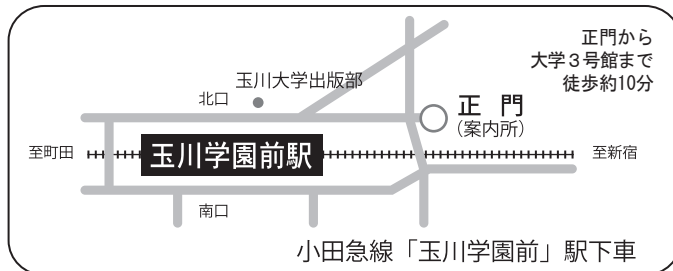 正門から
大学3号館まで
徒歩約10分
玉川大学出版部
北口
正　門
(案内所)
至町田
玉川学園前駅
至新宿
南口
小田急線「玉川学園前」駅下車